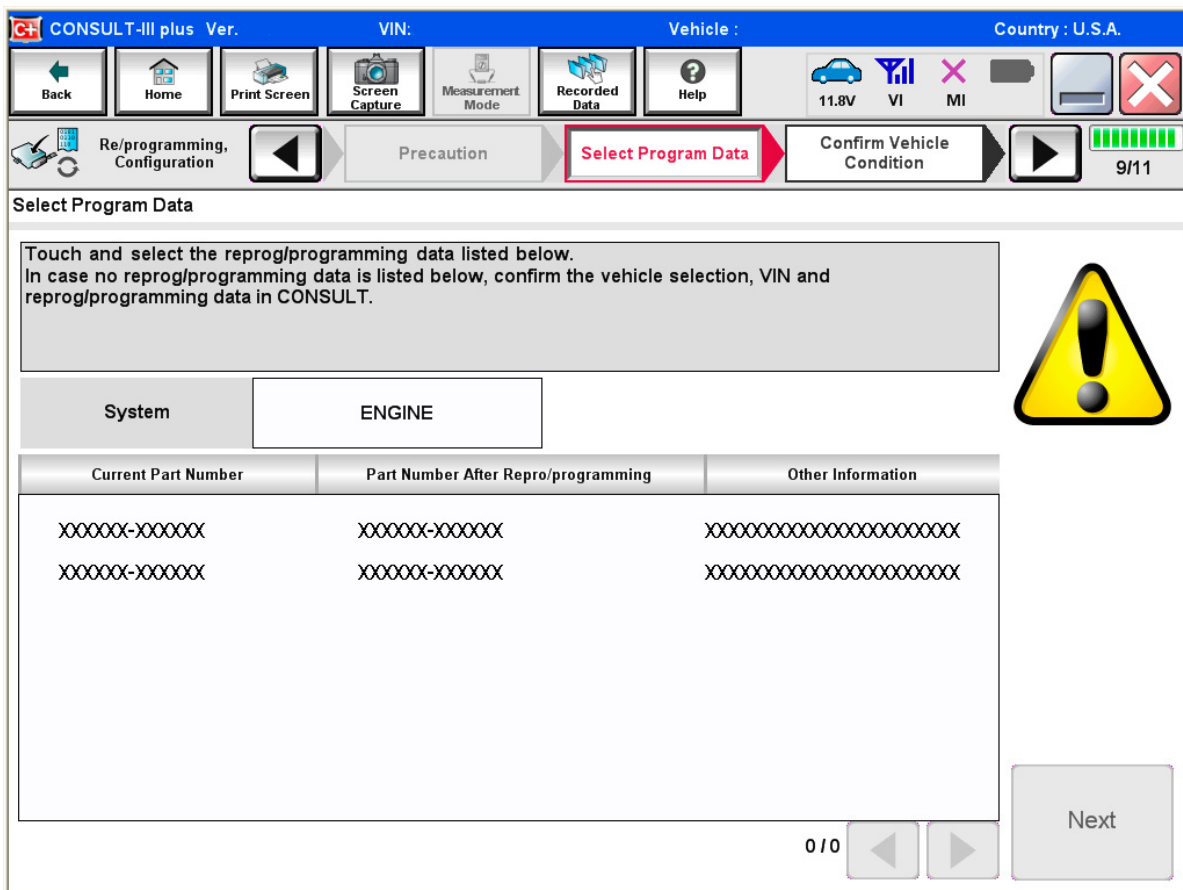 C+ CONSULT-III plus Ver. VIN: Vehicle : Country : U.S.A.
Back
Home
Print Screen
Screen
Capture
Measurement
Mode
Recorded
Data
Help
11.8V VI MI
Re/programming,
Configuration
Precaution
Select Program Data
Confirm Vehicle
Condition
9/11
Select Program Data
Touch and select the reprog/programming data listed below.
In case no reprog/programming data is listed below, confirm the vehicle selection, VIN and
reprog/programming data in CONSULT.
System ENGINE
Current Part Number Part Number After Repro/programming Other Information
XXXXXX-XXXXXX XXXXXX-XXXXXX XXXXXXXXXXXXXXXXXXXXXX
XXXXXX-XXXXXX XXXXXX-XXXXXX XXXXXXXXXXXXXXXXXXXXXX
0/0
Next